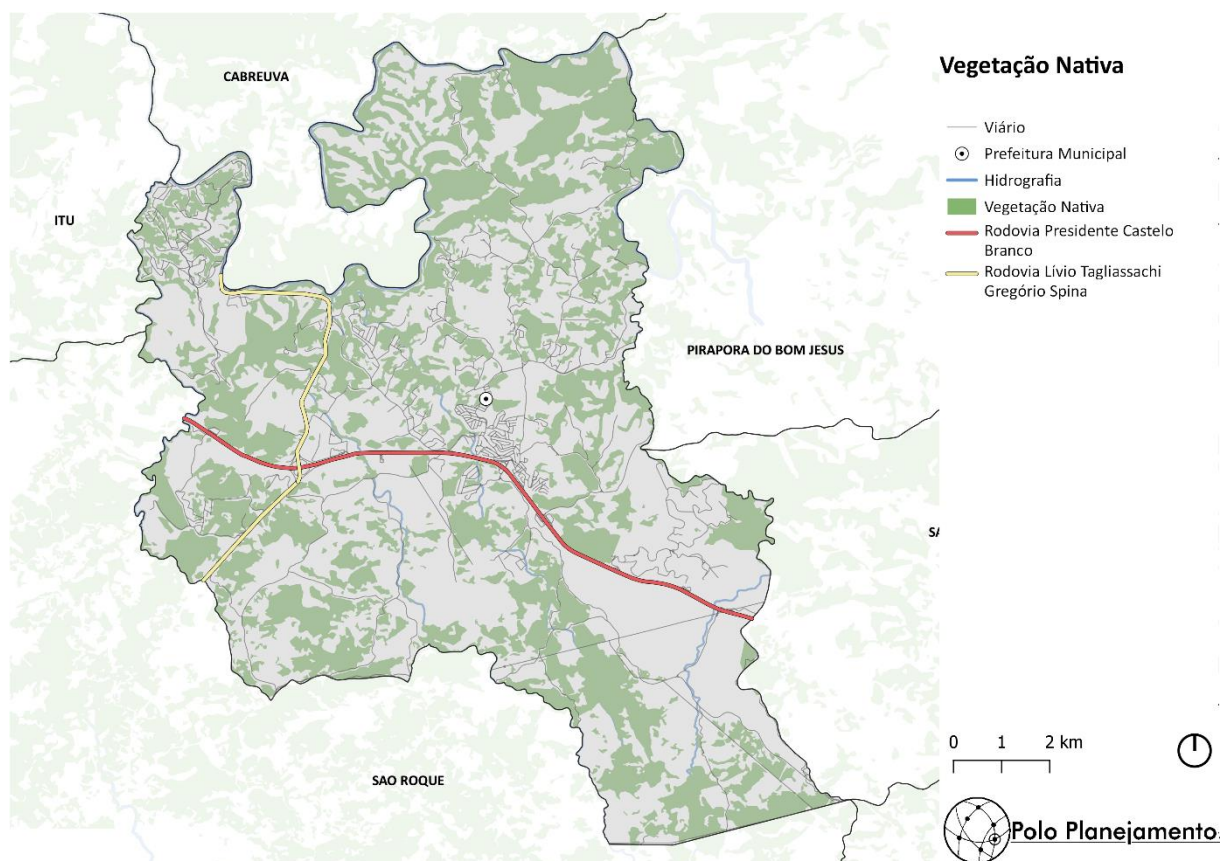 CABREUVA
ITU
PIRAPORA DO BOM JESUS
SAO ROQUE
Vegetação Nativa
Viário
Prefeitura Municipal
Hidrografia
Vegetação Nativa
Rodovia Presidente Castelo
Branco
Rodovia Lívio Tagliassachi
Gregório Spina
0 1 2 km
Polo Planejamento